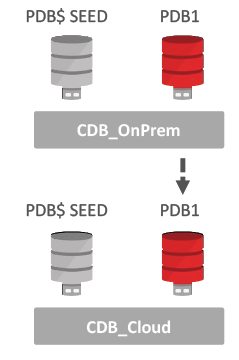 PDB$ SEED PDB1
CDB_OnPrem
PDB$ SEED PDB1
CDB_Cloud